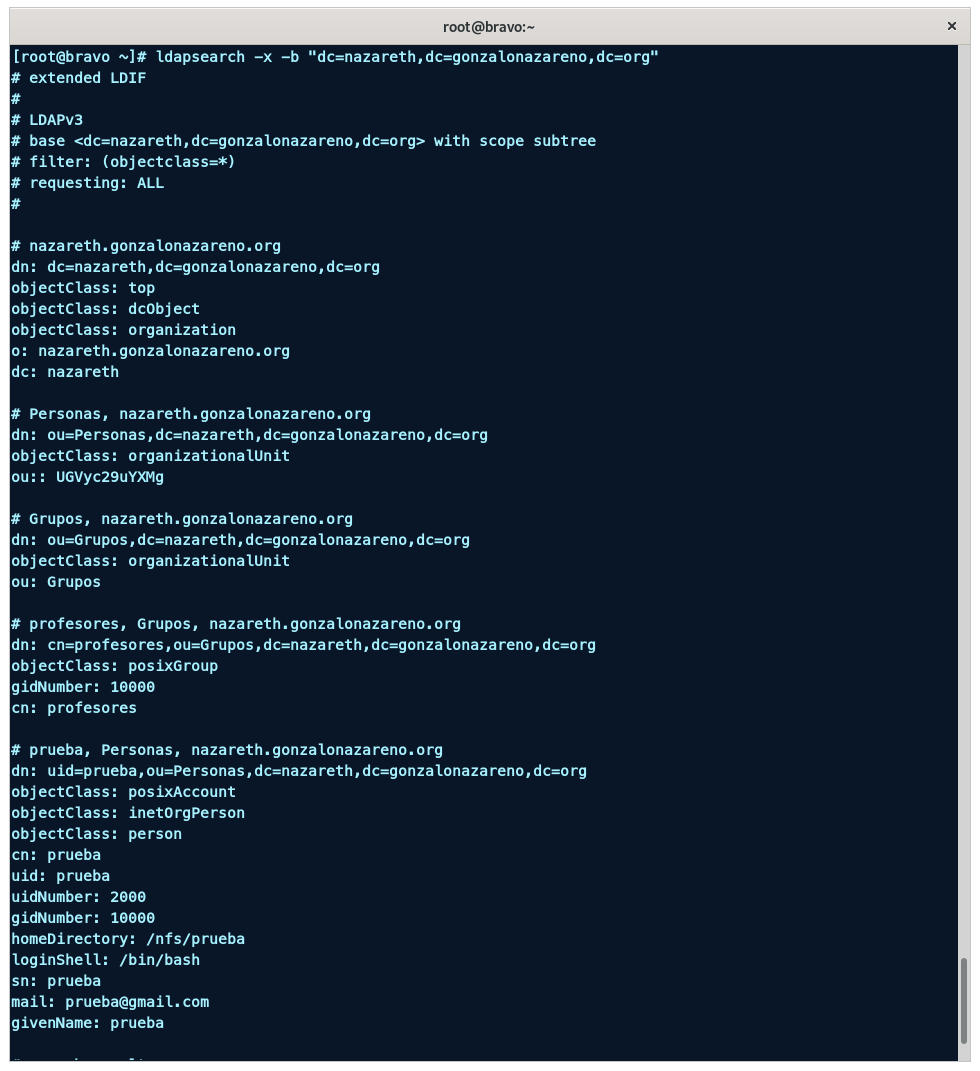 root@bravo:~
[root@bravo ~]# ldapsearch -x -b "dc=nazareth,dc=gonzalonazareno,dc=org"
# extended LDIF
#
# LDAPv3
# base <dc=nazareth,dc=gonzalonazareno,dc=org> with scope subtree
# filter: (objectclass=*)
# requesting: ALL
#
# nazareth.gonzalonazareno.org
dn: dc=nazareth,dc=gonzalonazareno,dc=org
objectClass: top
objectClass: dcObject
objectClass: organization
o: nazareth.gonzalonazareno.org
dc: nazareth
# Personas, nazareth.gonzalonazareno.org
dn: ou=Personas,dc=nazareth,dc=gonzalonazareno,dc=org
objectClass: organizationalUnit
ou:: UGVyc29uYXMg
# Grupos, nazareth.gonzalonazareno.org
dn: ou=Grupos,dc=nazareth,dc=gonzalonazareno,dc=org
objectClass: organizationalUnit
ou: Grupos
# profesores, Grupos, nazareth.gonzalonazareno.org
dn: cn=profesores,ou=Grupos,dc=nazareth,dc=gonzalonazareno,dc=org
objectClass: posixGroup
gidNumber: 10000
cn: profesores
# prueba, Personas, nazareth.gonzalonazareno.org
dn: uid=prueba,ou=Personas,dc=nazareth,dc=gonzalonazareno,dc=org
objectClass: posixAccount
objectClass: inetOrgPerson
objectClass: person
cn: prueba
uid: prueba
uidNumber: 2000
gidNumber: 10000
homeDirectory: /nfs/prueba
loginShell: /bin/bash
sn: prueba
mail: prueba@gmail.com
givenName: prueba